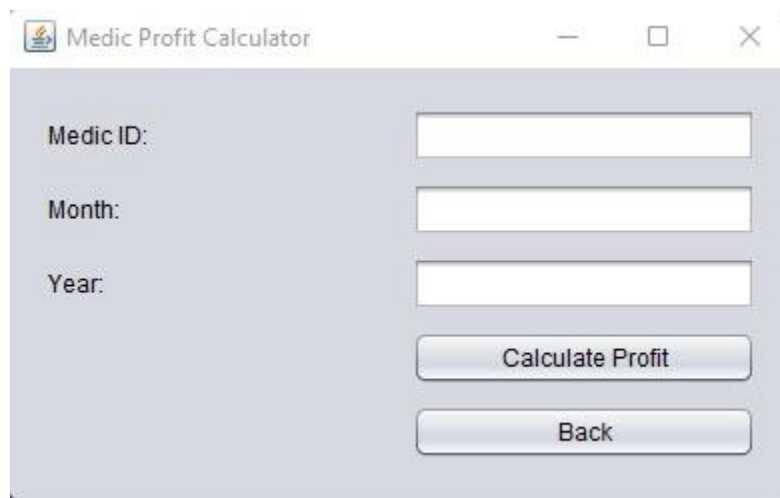 Medic Profit Calculator
Medic ID:
Month:
Year:
Calculate Profit
Back